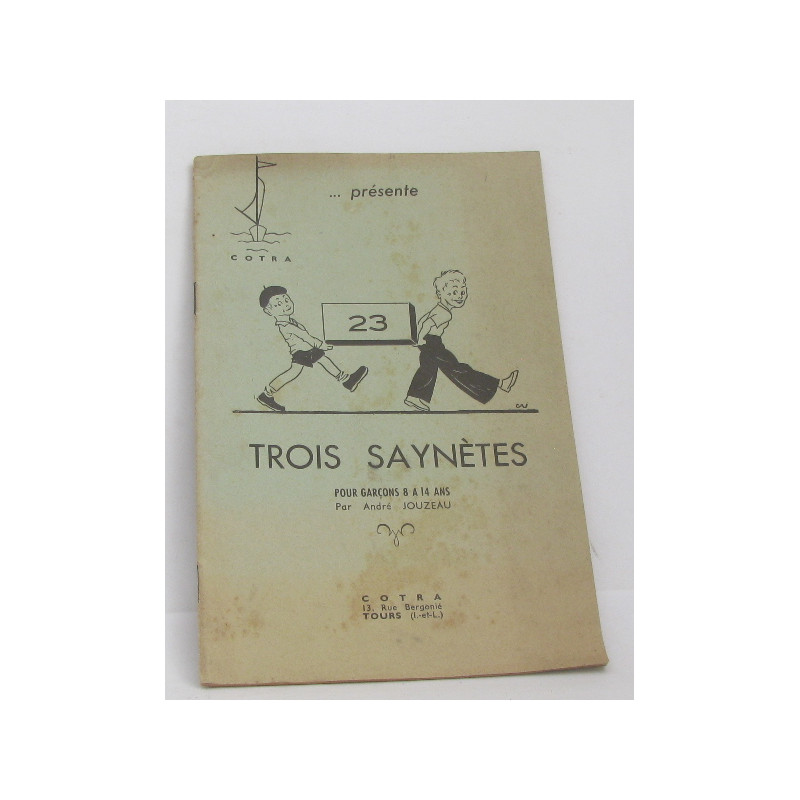 ... présente
COTRA
23
TROIS SAYNÈTES
POUR GARÇONS 8 A 14 ANS
Par André JOUZEAU
COTRA
13, Rue Bergonié
TOURS (I.-et-L.)